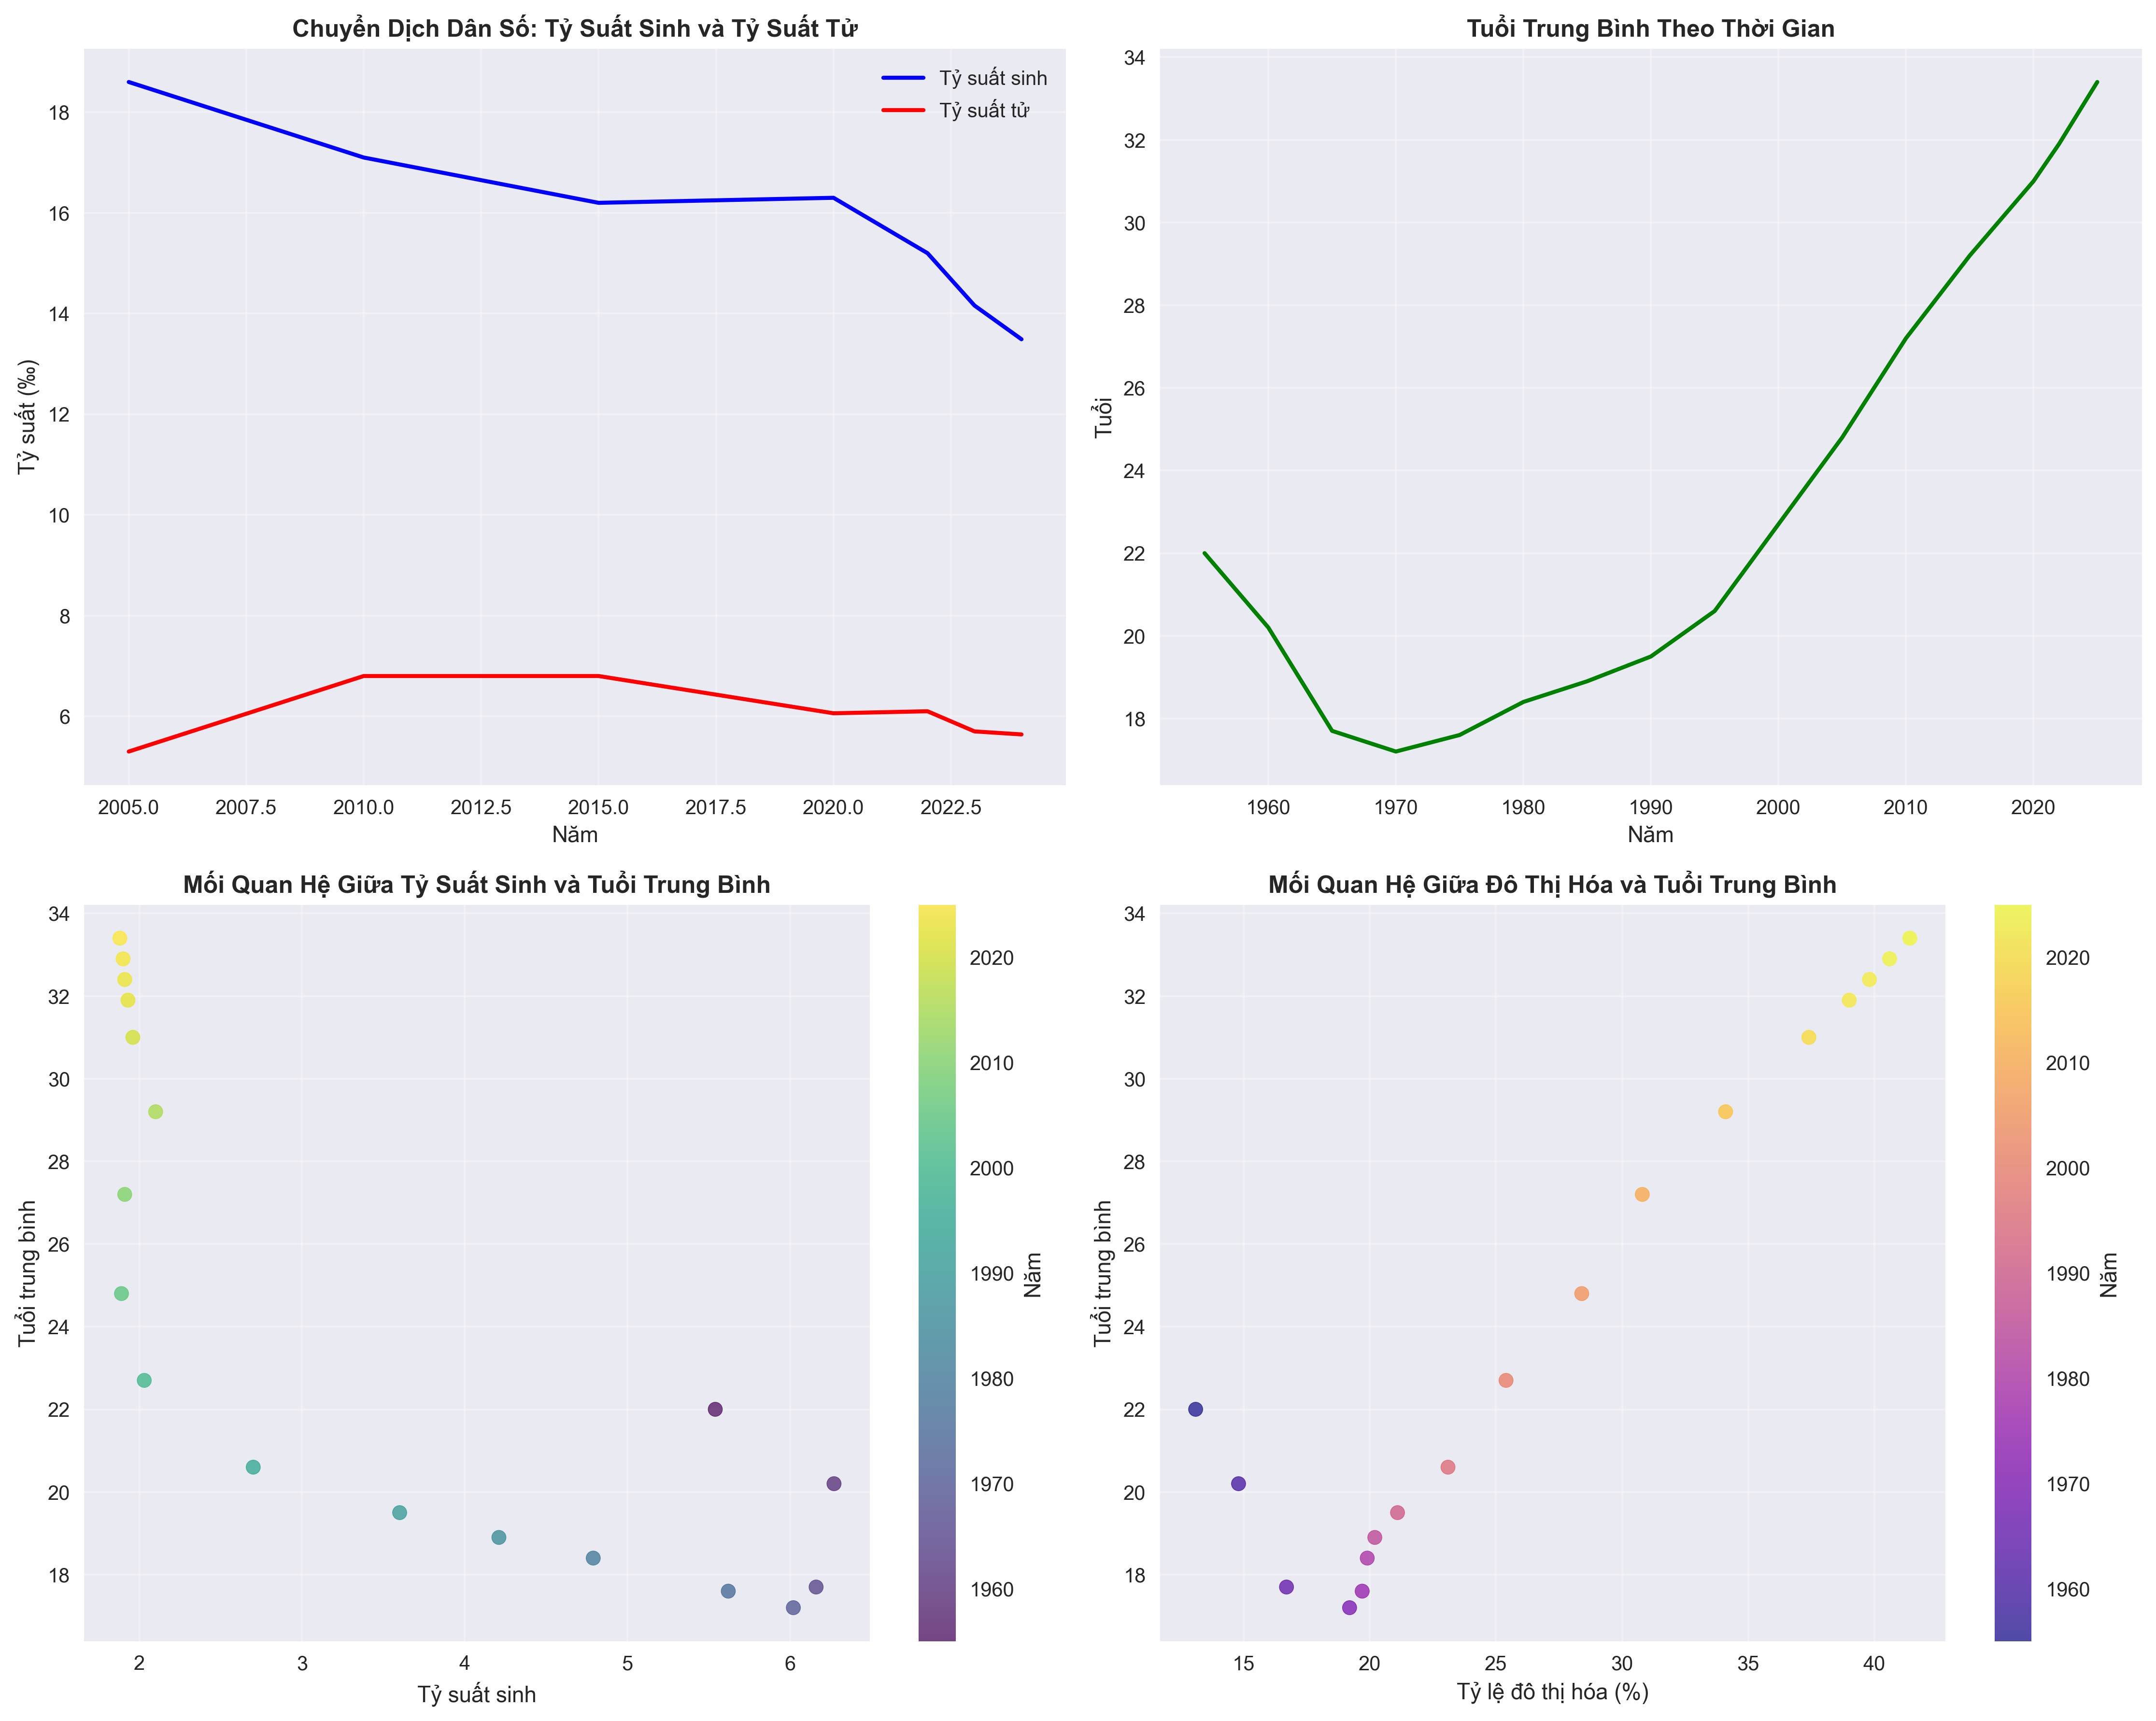 Chuyển Dịch Dân Số: Tỷ Suất Sinh và Tỷ Suất Tử
Tỷ suất sinh
Tỷ suất tử
18
16
14
12
10
8
6
Tỷ suất (‰)
2005.0 2007.5 2010.0 2012.5 2015.0 2017.5 2020.0 2022.5
Năm
Tuổi Trung Bình Theo Thời Gian
34
32
30
28
26
24
22
20
18
Tuổi
1960 1970 1980 1990 2000 2010 2020
Năm
Mối Quan Hệ Giữa Tỷ Suất Sinh và Tuổi Trung Bình
34
32
30
28
26
24
22
20
18
Tuổi trung bình
2 3 4 5 6
Tỷ suất sinh
2020
2010
2000
1990
1980
1970
1960
Năm
Mối Quan Hệ Giữa Đô Thị Hóa và Tuổi Trung Bình
34
32
30
28
26
24
22
20
18
Tuổi trung bình
15 20 25 30 35 40
Tỷ lệ đô thị hóa (%)
2020
2010
2000
1990
1980
1970
1960
Năm